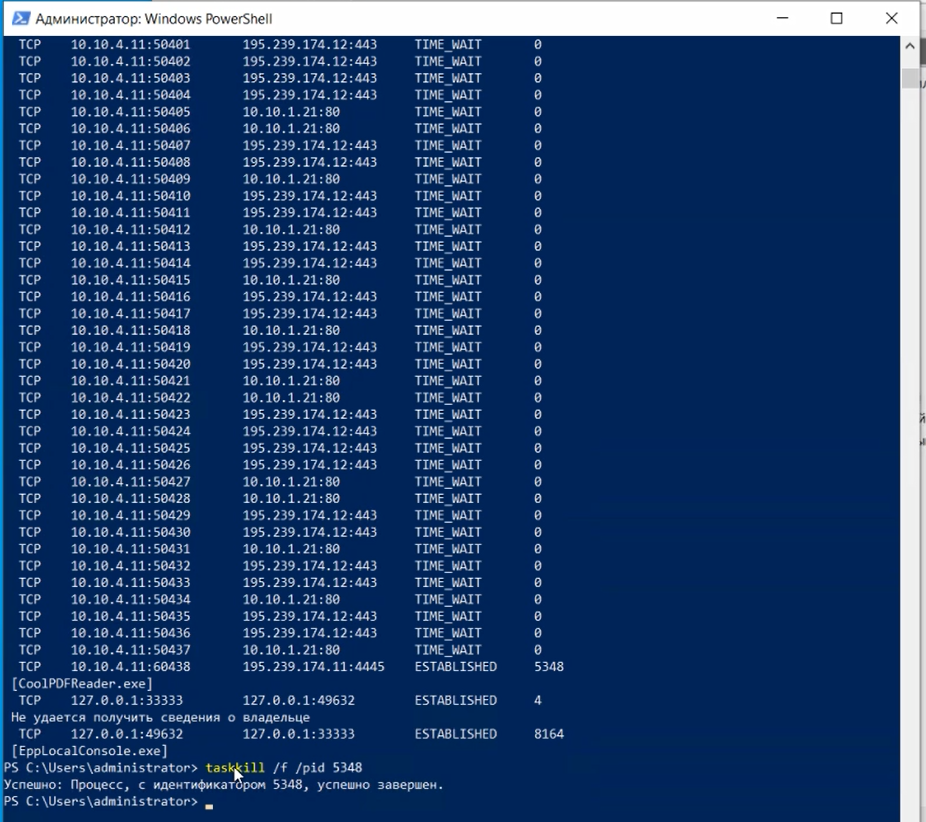 Администратор: Windows PowerShell
TCP 10.10.4.11:50401 195.239.174.12:443 TIME_WAIT 0
TCP 10.10.4.11:50402 195.239.174.12:443 TIME_WAIT 0
TCP 10.10.4.11:50403 195.239.174.12:443 TIME_WAIT 0
TCP 10.10.4.11:50404 195.239.174.12:443 TIME_WAIT 0
TCP 10.10.4.11:50405 10.10.1.21:80 TIME_WAIT 0
TCP 10.10.4.11:50406 10.10.1.21:80 TIME_WAIT 0
TCP 10.10.4.11:50407 195.239.174.12:443 TIME_WAIT 0
TCP 10.10.4.11:50408 195.239.174.12:443 TIME_WAIT 0
TCP 10.10.4.11:50409 10.10.1.21:80 TIME_WAIT 0
TCP 10.10.4.11:50410 195.239.174.12:443 TIME_WAIT 0
TCP 10.10.4.11:50411 195.239.174.12:443 TIME_WAIT 0
TCP 10.10.4.11:50412 10.10.1.21:80 TIME_WAIT 0
TCP 10.10.4.11:50413 195.239.174.12:443 TIME_WAIT 0
TCP 10.10.4.11:50414 195.239.174.12:443 TIME_WAIT 0
TCP 10.10.4.11:50415 10.10.1.21:80 TIME_WAIT 0
TCP 10.10.4.11:50416 195.239.174.12:443 TIME_WAIT 0
TCP 10.10.4.11:50417 195.239.174.12:443 TIME_WAIT 0
TCP 10.10.4.11:50418 10.10.1.21:80 TIME_WAIT 0
TCP 10.10.4.11:50419 195.239.174.12:443 TIME_WAIT 0
TCP 10.10.4.11:50420 195.239.174.12:443 TIME_WAIT 0
TCP 10.10.4.11:50421 10.10.1.21:80 TIME_WAIT 0
TCP 10.10.4.11:50422 10.10.1.21:80 TIME_WAIT 0
TCP 10.10.4.11:50423 195.239.174.12:443 TIME_WAIT 0
TCP 10.10.4.11:50424 195.239.174.12:443 TIME_WAIT 0
TCP 10.10.4.11:50425 195.239.174.12:443 TIME_WAIT 0
TCP 10.10.4.11:50426 195.239.174.12:443 TIME_WAIT 0
TCP 10.10.4.11:50427 10.10.1.21:80 TIME_WAIT 0
TCP 10.10.4.11:50428 10.10.1.21:80 TIME_WAIT 0
TCP 10.10.4.11:50429 195.239.174.12:443 TIME_WAIT 0
TCP 10.10.4.11:50430 195.239.174.12:443 TIME_WAIT 0
TCP 10.10.4.11:50431 10.10.1.21:80 TIME_WAIT 0
TCP 10.10.4.11:50432 195.239.174.12:443 TIME_WAIT 0
TCP 10.10.4.11:50433 195.239.174.12:443 TIME_WAIT 0
TCP 10.10.4.11:50434 10.10.1.21:80 TIME_WAIT 0
TCP 10.10.4.11:50435 195.239.174.12:443 TIME_WAIT 0
TCP 10.10.4.11:50436 195.239.174.12:443 TIME_WAIT 0
TCP 10.10.4.11:50437 10.10.1.21:80 TIME_WAIT 0
TCP 10.10.4.11:60438 195.239.174.11:4445 ESTABLISHED 5348
[CoolPDFReader.exe]
TCP 127.0.0.1:33333 127.0.0.1:49632 ESTABLISHED 4
Не удается получить сведения о владельце
TCP 127.0.0.1:49632 127.0.0.1:33333 ESTABLISHED 8164
[EppLocalConsole.exe]
PS C:\Users\administrator> taskkill /f /pid 5348
Успешно: Процесс, с идентификатором 5348, успешно завершен.
PS C:\Users\administrator>